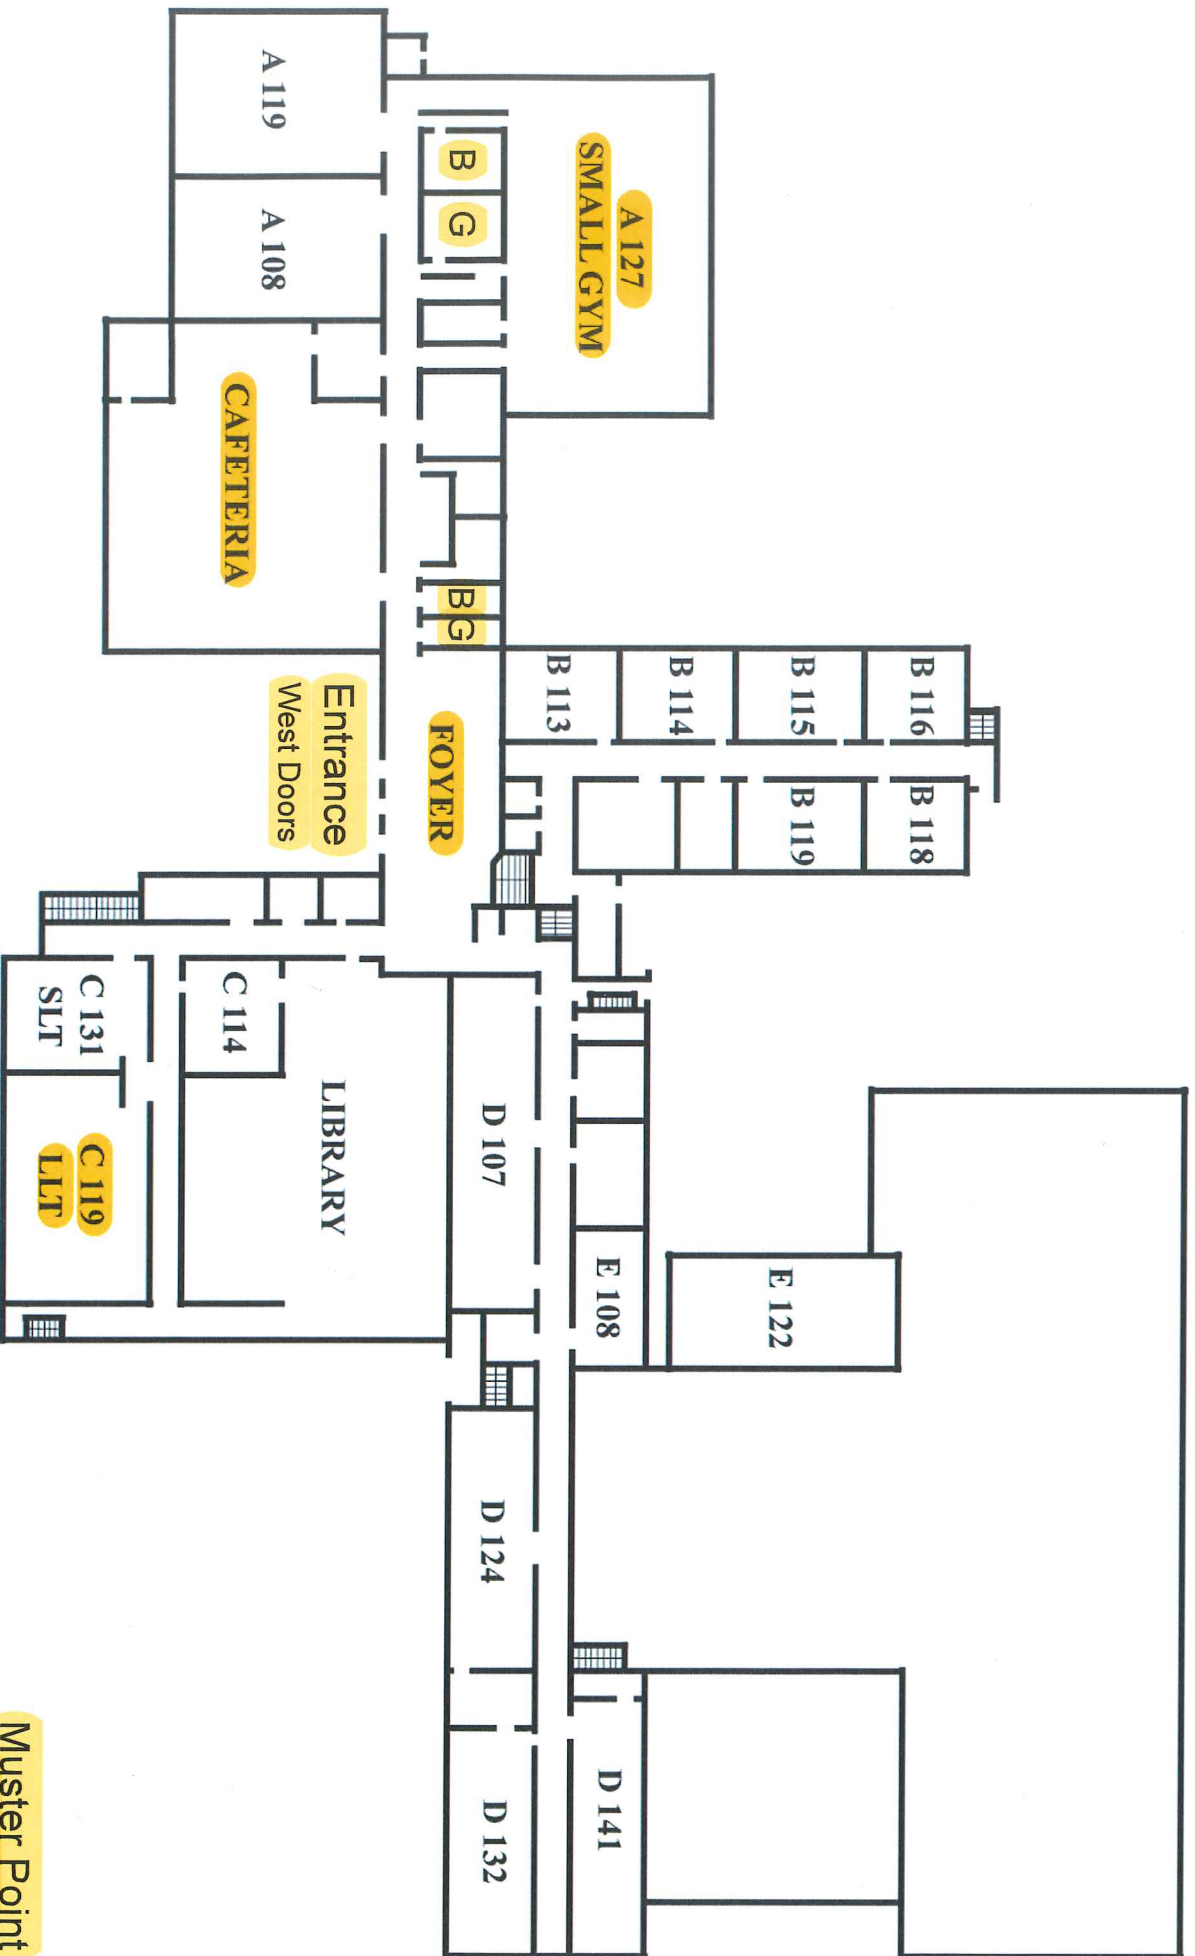 A 119
A 108
B
G
A 127
SMALL GYM
CAFETERIA
B
G
Entrance
West Doors
FOYER
B 113
B 114
B 115
B 116
B 119
B 118
C 131
SLT
C 114
LIBRARY
C 119
LLT
D 107
E 108
E 122
D 124
D 132
D 141
Muster Point